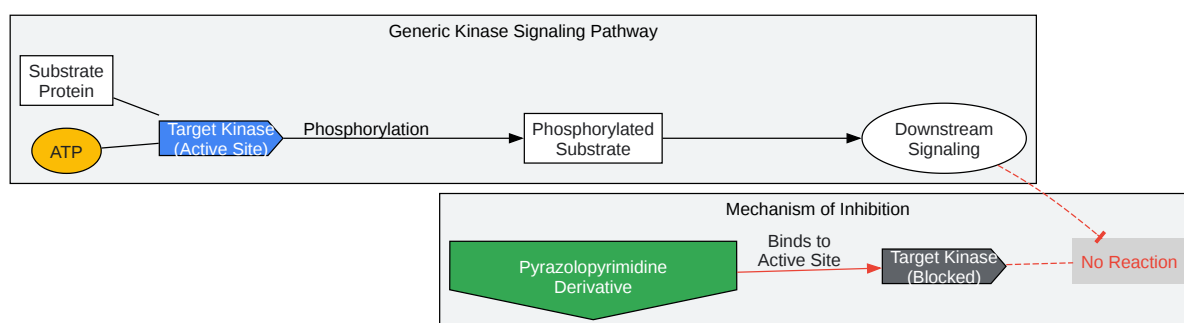 Generic Kinase Signaling Pathway
Substrate
Protein
ATP
Target Kinase
(Active Site)
Phosphorylation
Phosphorylated
Substrate
Downstream
Signaling
Mechanism of Inhibition
Pyrazolopyrimidine
Derivative
Binds to
Active Site
Target Kinase
(Blocked)
No Reaction